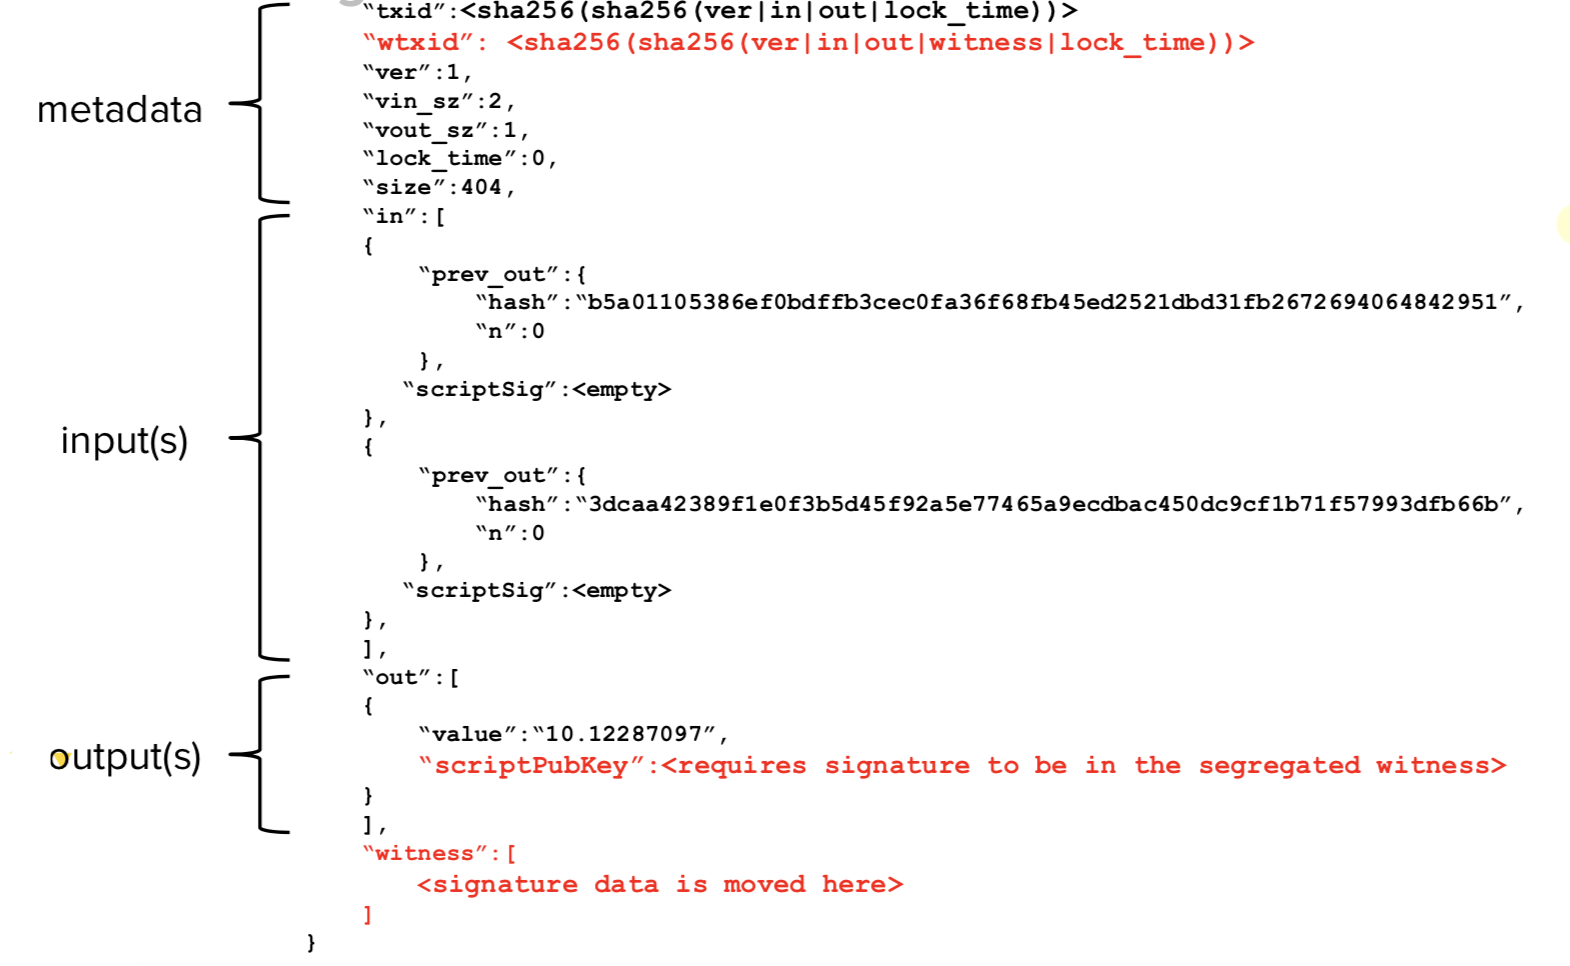 “txid”:<sha256(sha256(ver|in|out|lock_time))>
“wtxid”: <sha256(sha256(ver|in|out|witness|lock_time))>
“ver”:1,
metadata
“vin_sz”:2,
“vout_sz”:1,
“lock_time”:0,
“size”:404,
“in”:[
{
“prev_out”:{
“hash”:“b5a01105386ef0bdffb3cec0fa36f68fb45ed2521dbd31fb2672694064842951”,
“n”:0
},
“scriptSig”:<empty>
},
input(s)
{
“prev_out”:{
“hash”:“3dcaa42389f1e0f3b5d45f92a5e77465a9ecdbac450dc9cf1b71f57993dfb66b”,
“n”:0
},
“scriptSig”:<empty>
},
],
“out”:[
{
“value”:“10.12287097”,
output(s)
“scriptPubKey”:<requires signature to be in the segregated witness>
}
],
“witness”:[
<signature data is moved here>
]
}